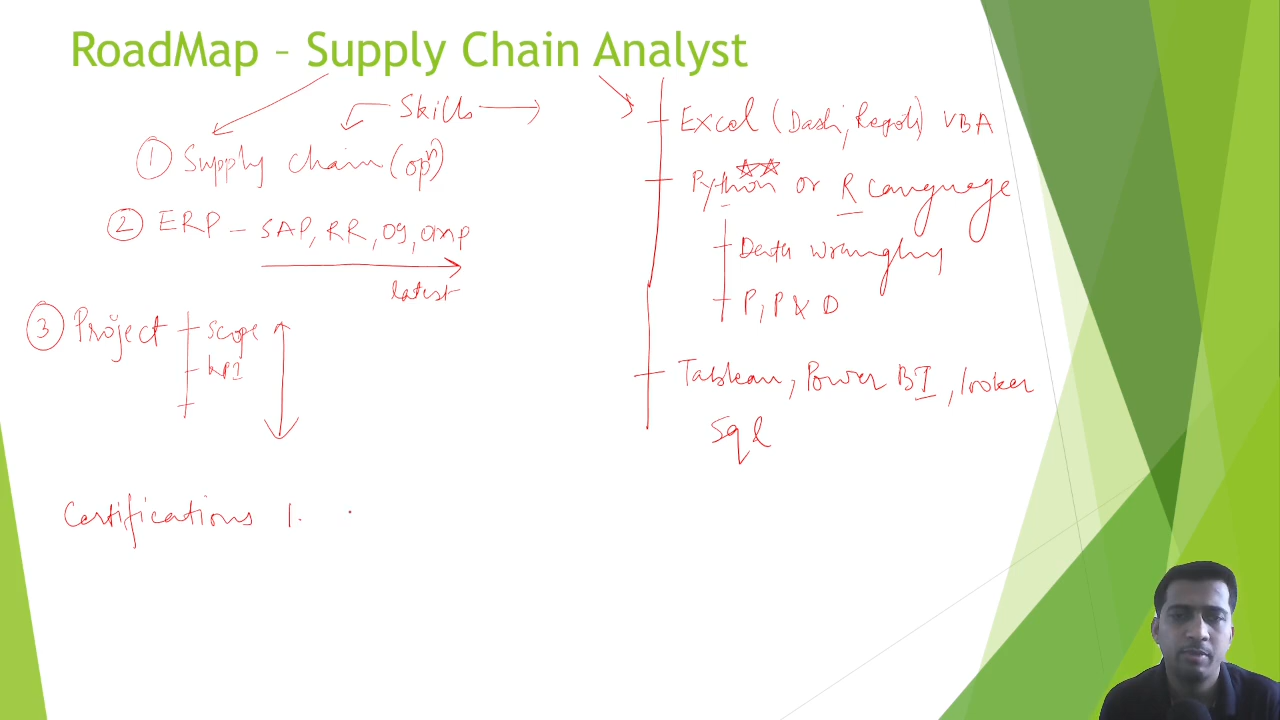 RoadMap – Supply Chain Analyst
Skills
① Supply chain (opⁿ)
② ERP – SAP, RR, O9, omp
latest
③ Project
scope
KPI
Excel (Dash, Repots) VBA
Python or R Language
Data wrangling
P, P & D
Tableau, Power BI, looker
Sql
Certifications 1.